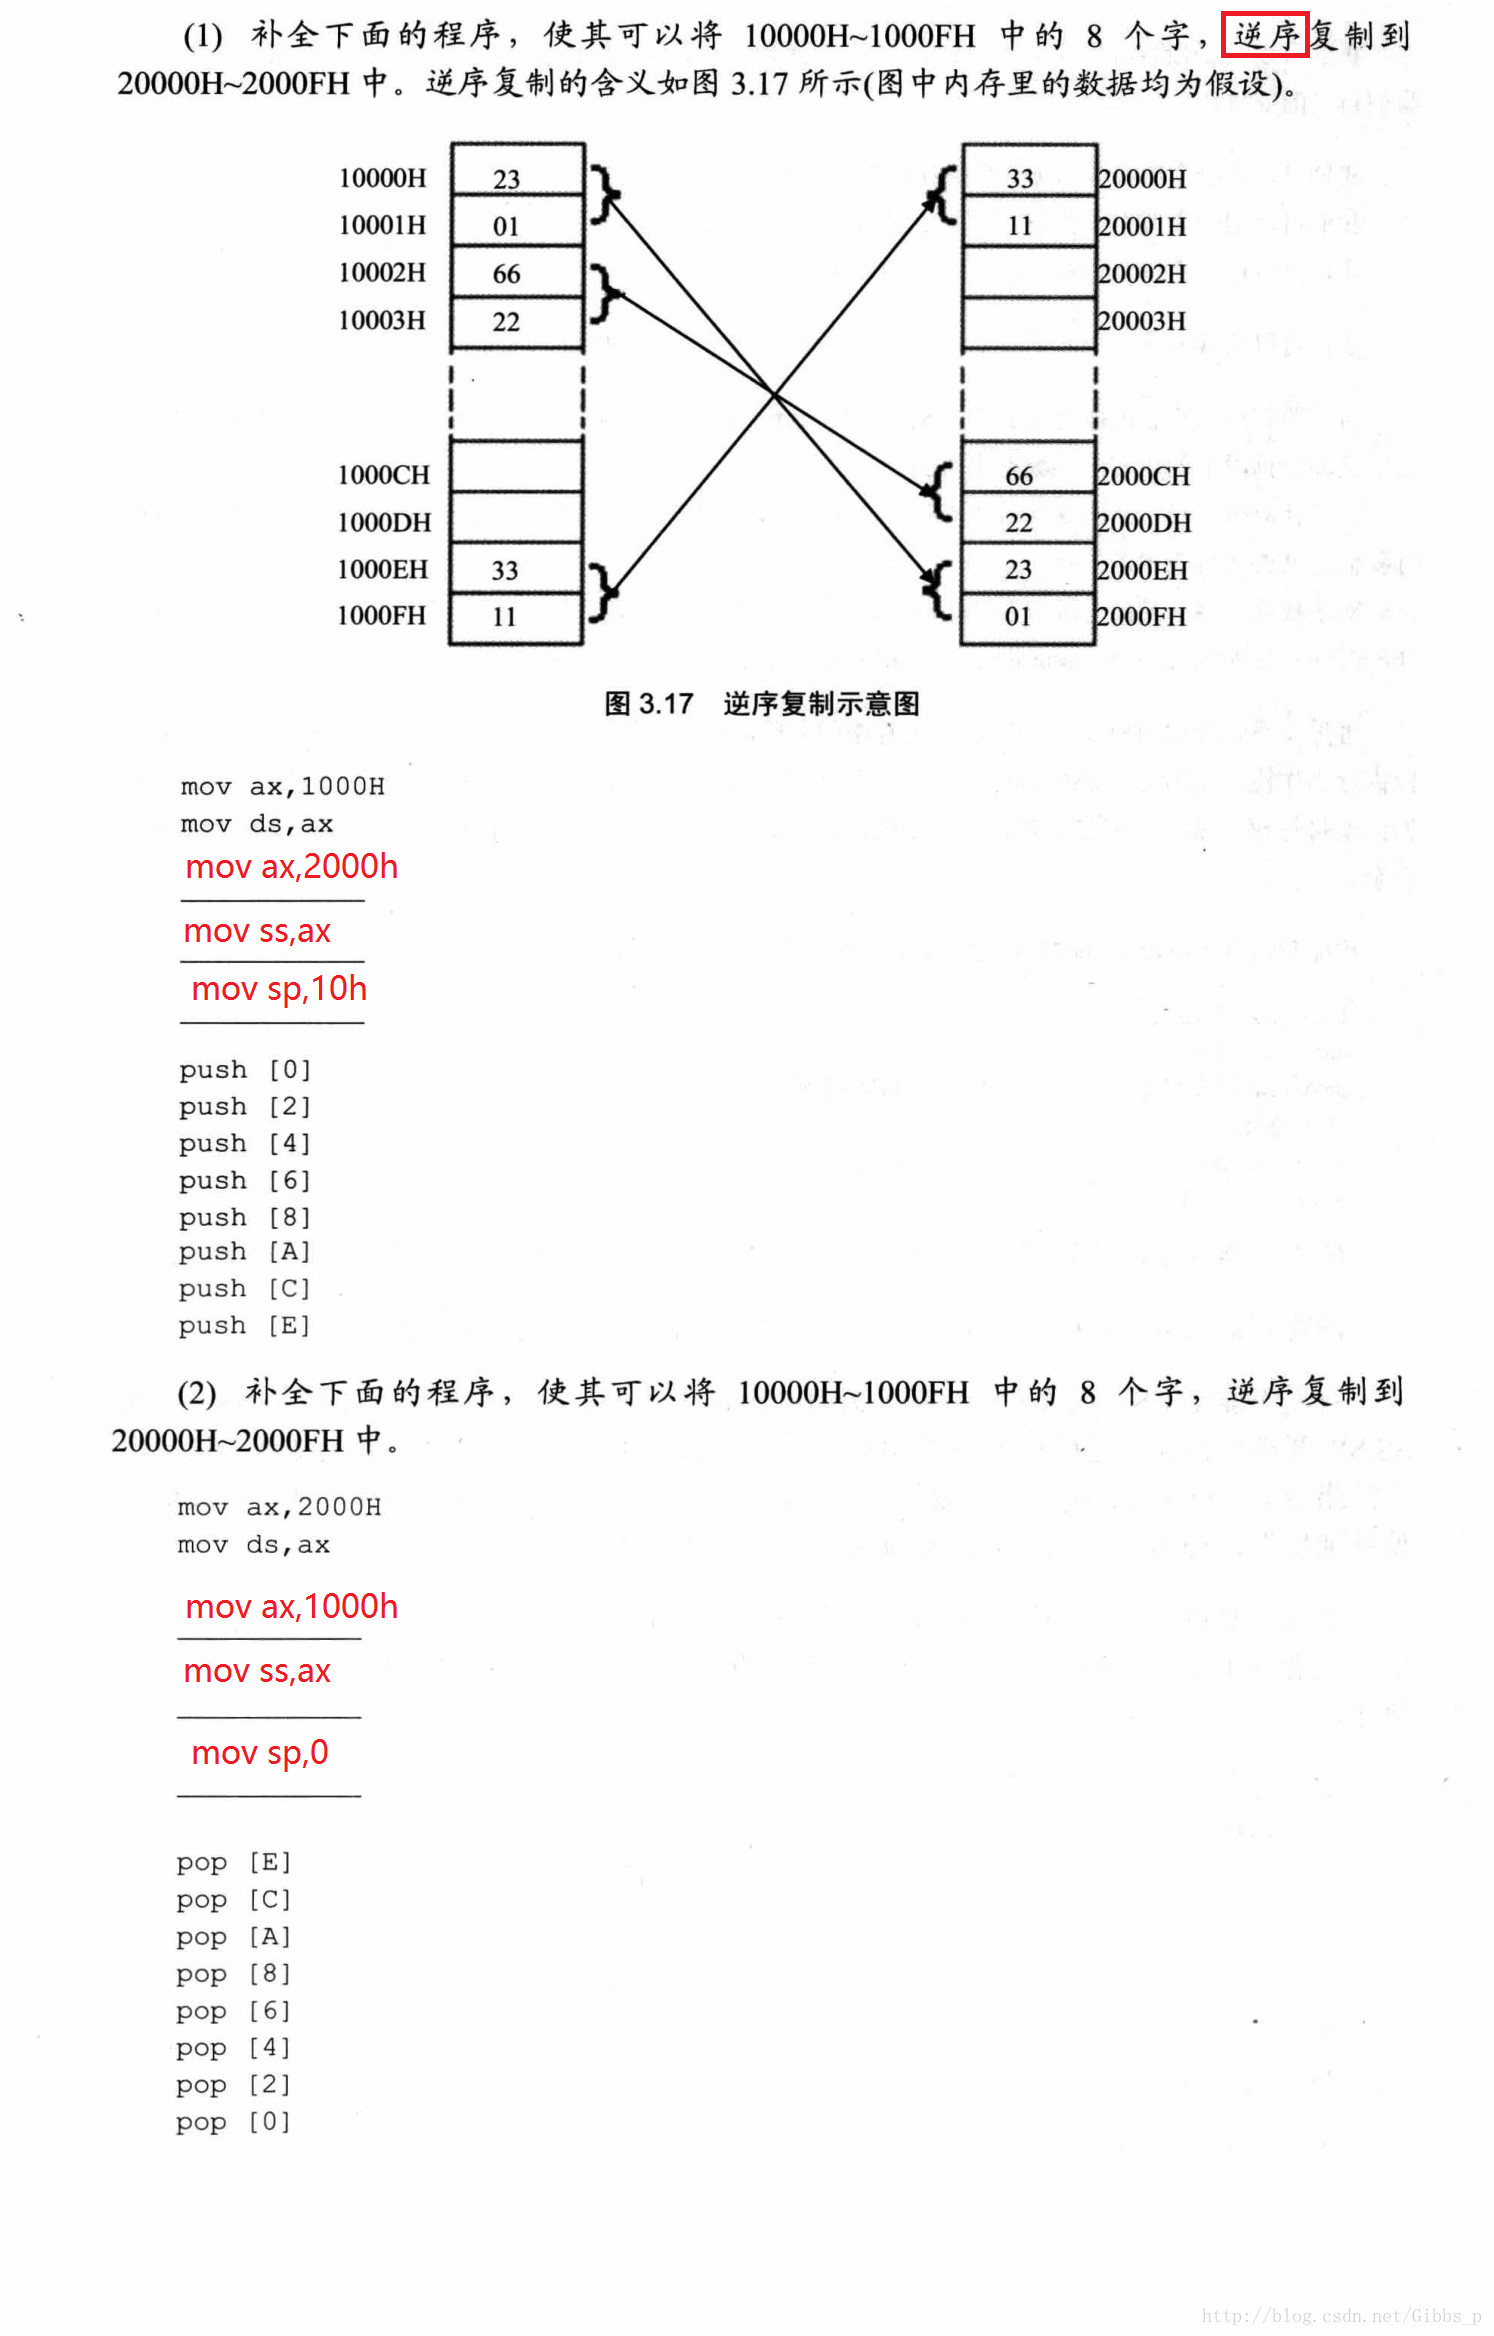 (1) 补全下面的程序，使其可以将 10000H~1000FH 中的 8 个字，逆序复制到
20000H~2000FH 中。逆序复制的含义如图 3.17 所示(图中内存里的数据均为假设)。
10000H 23 33 20000H
10001H 01 11 20001H
10002H 66 20002H
10003H 22 20003H
1000CH 66 2000CH
1000DH 22 2000DH
1000EH 33 23 2000EH
1000FH 11 01 2000FH
图 3.17 逆序复制示意图
mov ax,1000H
mov ds,ax
mov ax,2000h
mov ss,ax
mov sp,10h
push [0]
push [2]
push [4]
push [6]
push [8]
push [A]
push [C]
push [E]
(2) 补全下面的程序，使其可以将 10000H~1000FH 中的 8 个字，逆序复制到
20000H~2000FH 中。
mov ax,2000H
mov ds,ax
mov ax,1000h
mov ss,ax
mov sp,0
pop [E]
pop [C]
pop [A]
pop [8]
pop [6]
pop [4]
pop [2]
pop [0]
http://blog.csdn.net/Gibbs_p